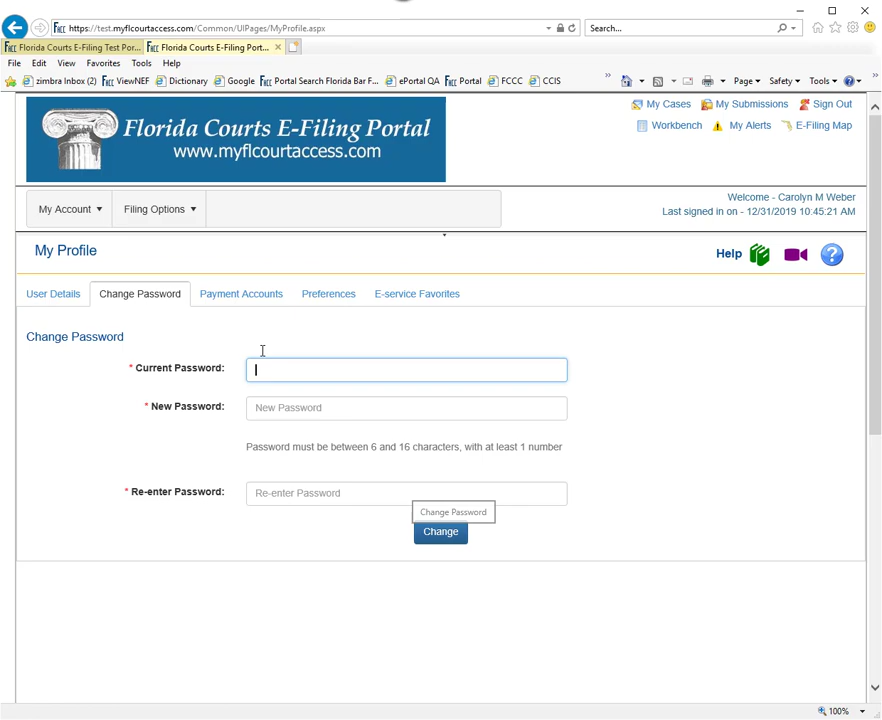 https://test.myflcourtaccess.com/Common/UIPages/MyProfile.aspx
Search...
Florida Courts E-Filing Test Por...
Florida Courts E-Filing Port...
File Edit View Favorites Tools Help
zimbra Inbox (2) ViewNEF Dictionary Google Portal Search Florida Bar F... ePortal QA Portal FCCC CCIS
Page Safety Tools
Florida Courts E-Filing Portal
www.myflcourtaccess.com
My Cases My Submissions Sign Out
Workbench My Alerts E-Filing Map
My Account Filing Options
Welcome - Carolyn M Weber
Last signed in on - 12/31/2019 10:45:21 AM
My Profile
Help
User Details Change Password Payment Accounts Preferences E-service Favorites
Change Password
* Current Password:
* New Password: New Password
Password must be between 6 and 16 characters, with at least 1 number
* Re-enter Password: Re-enter Password
Change Password
Change
100%